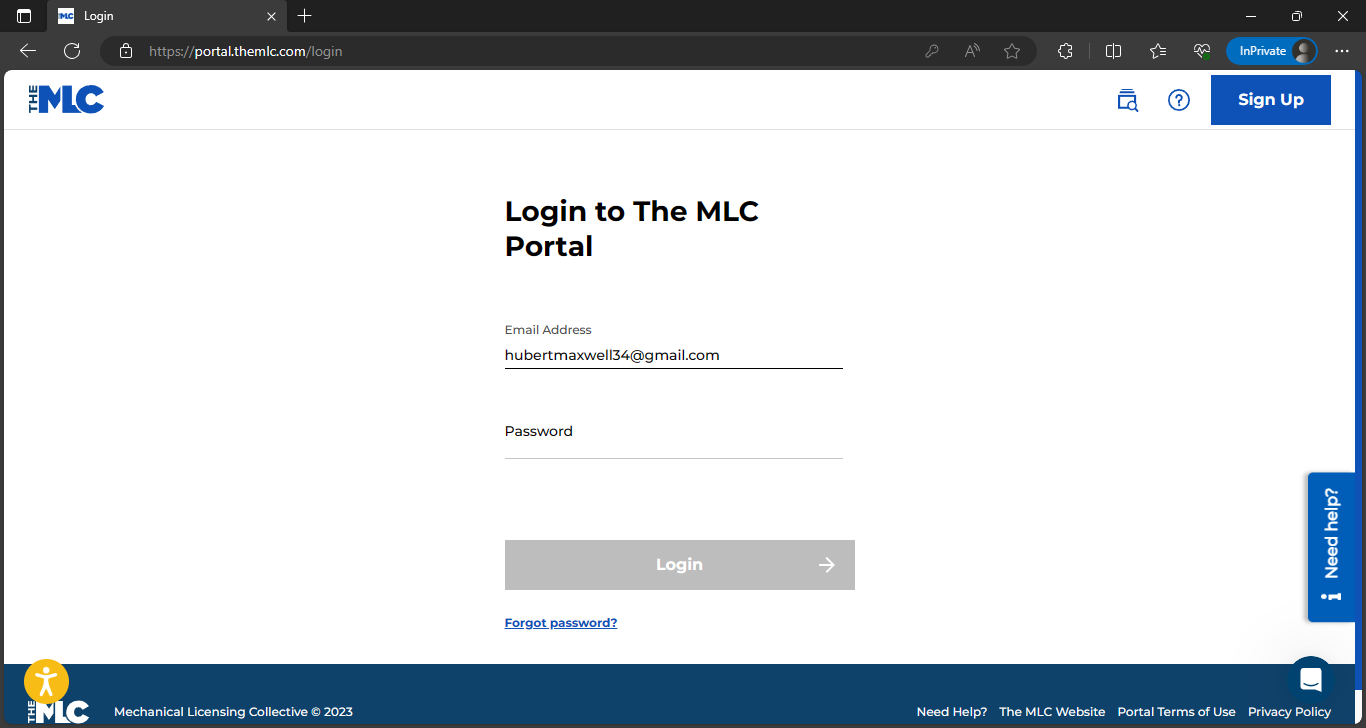 Login
https://portal.themlc.com/login
InPrivate
THE MLC
Sign Up
Login to The MLC
Portal
Email Address
hubertmaxwell34@gmail.com
Password
Login
Forgot password?
Need help?
THE MLC
Mechanical Licensing Collective © 2023
Need Help? The MLC Website Portal Terms of Use Privacy Policy